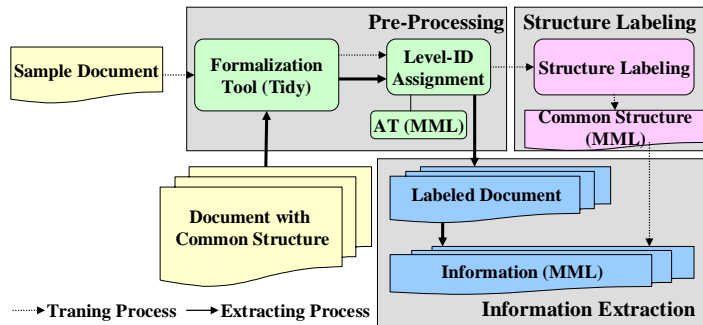 Pre-Processing
Structure Labeling
Sample Document
Formalization
Tool (Tidy)
Level-ID
Assignment
Structure Labeling
AT (MML)
Common Structure
(MML)
Document with
Common Structure
Labeled Document
Information (MML)
Traning Process
Extracting Process
Information Extraction